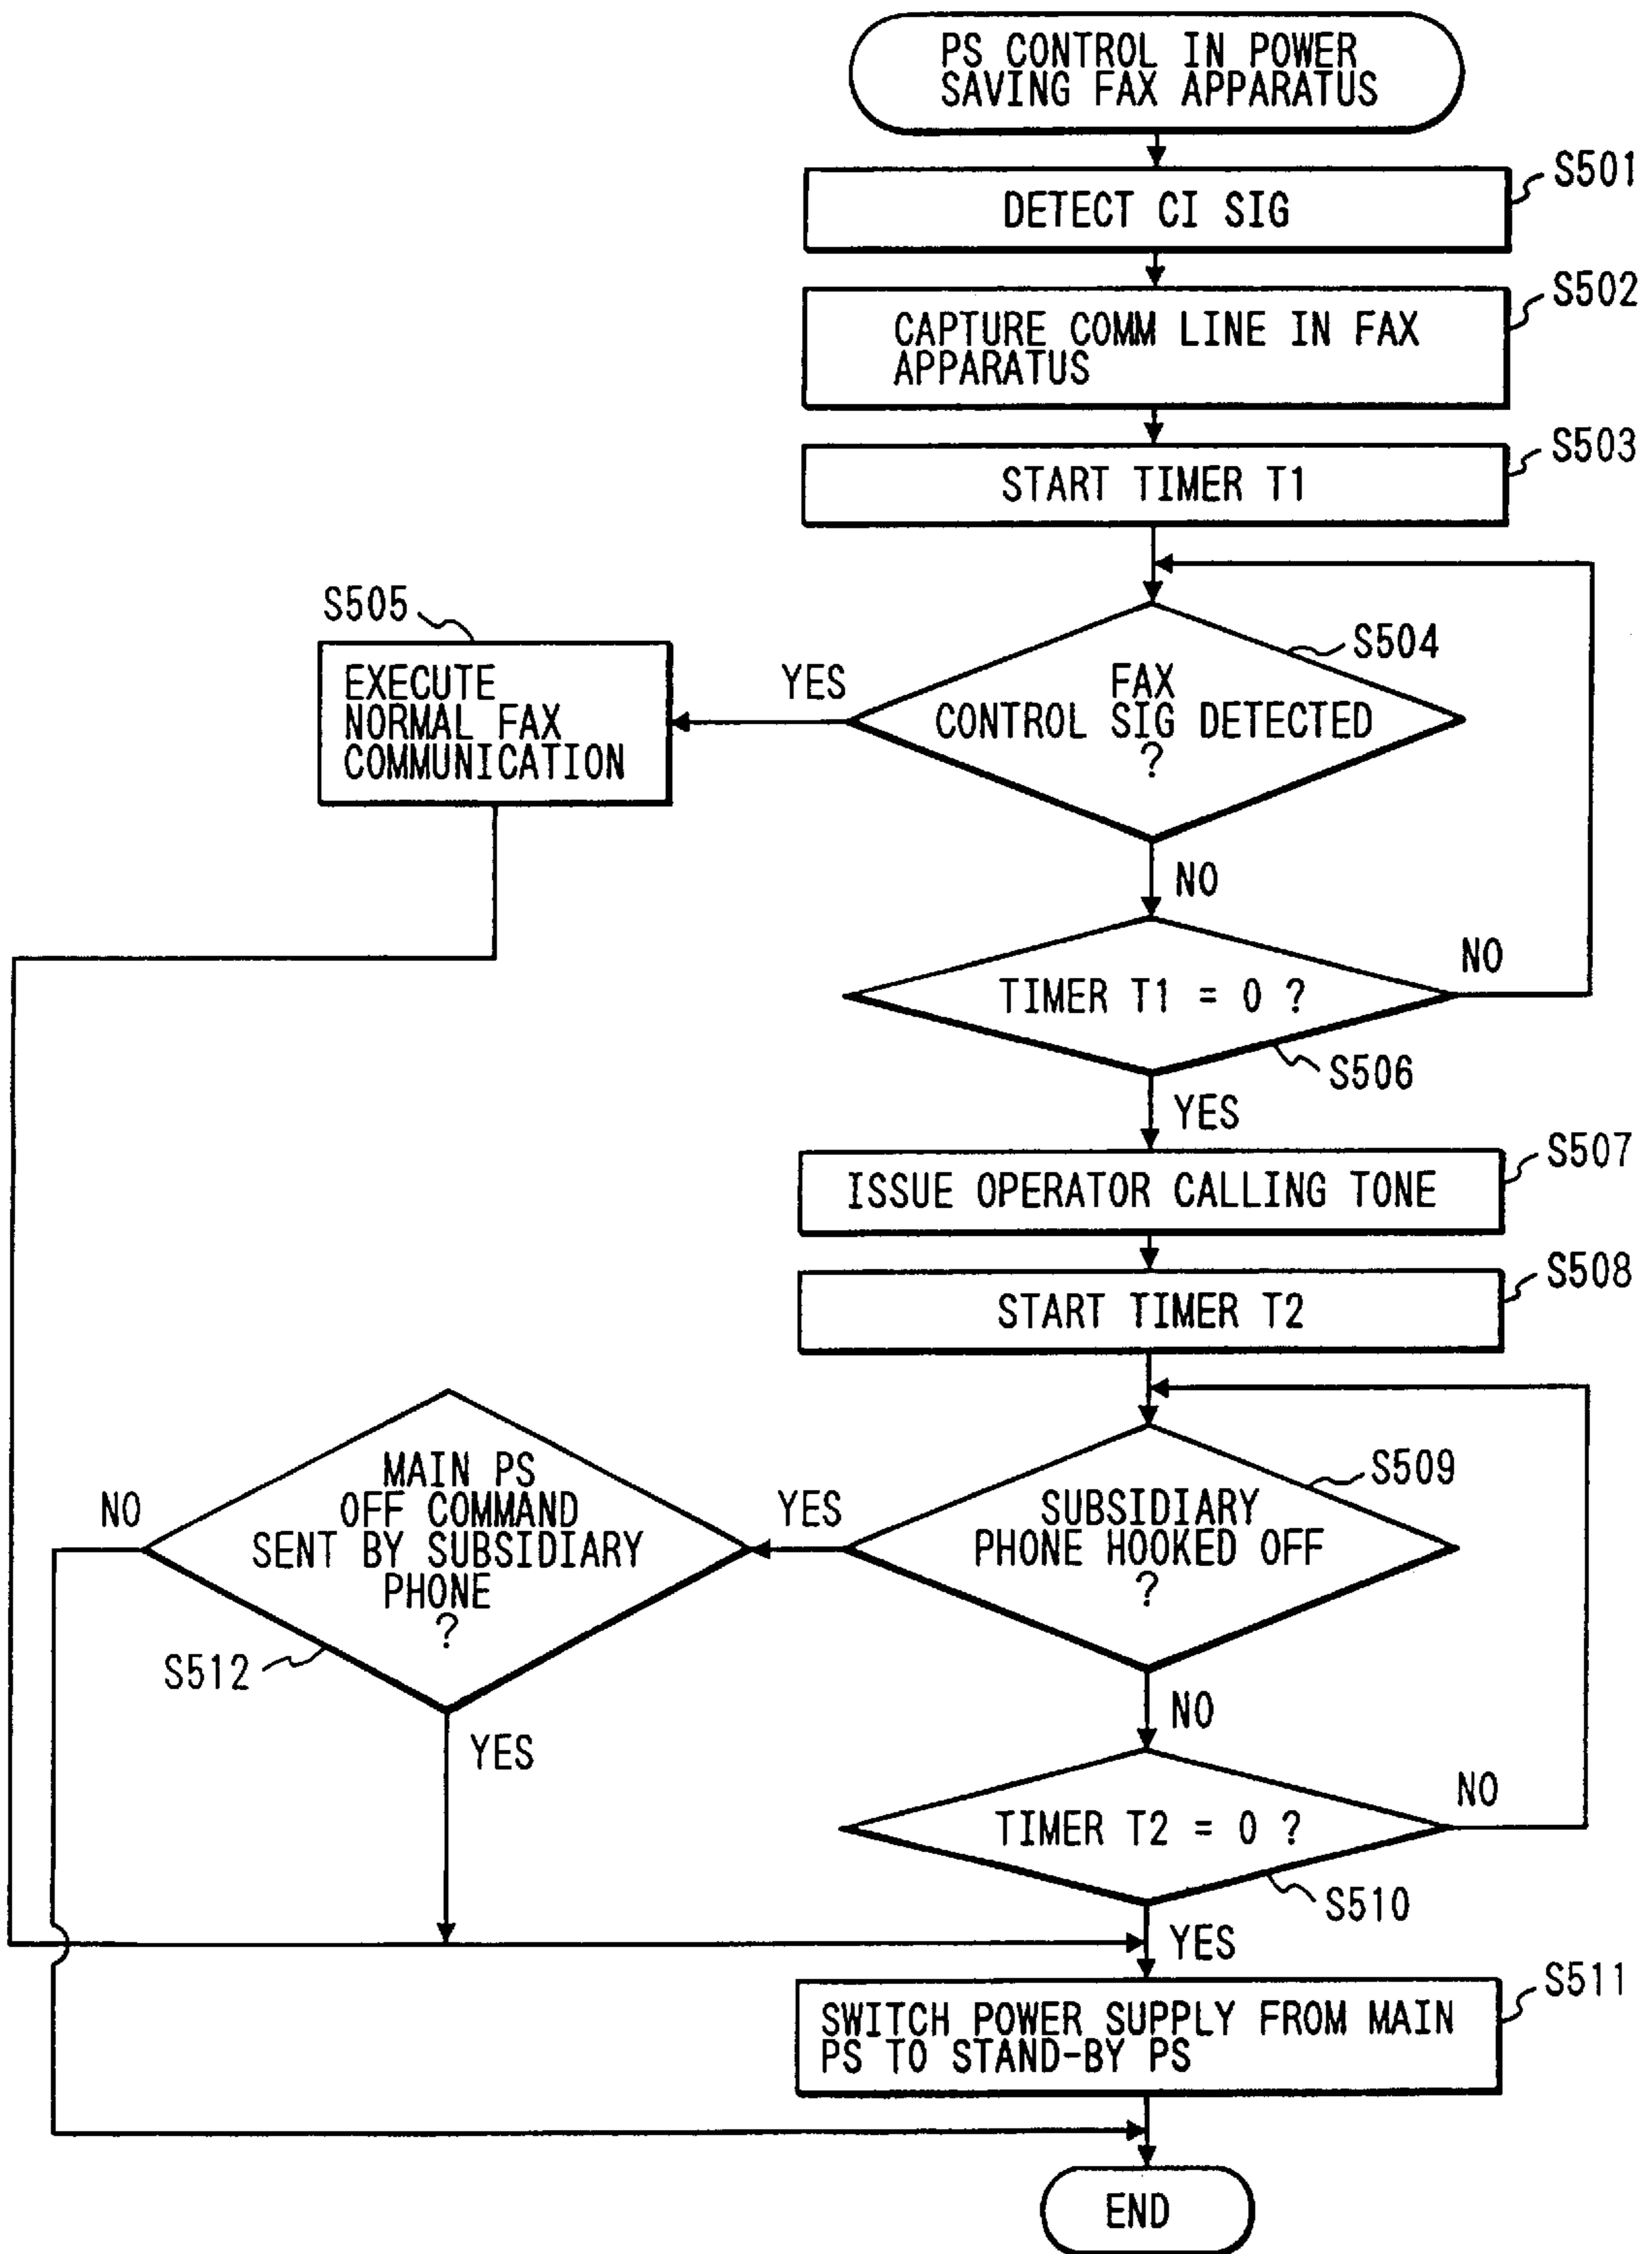 PS CONTROL IN POWER
SAVING FAX APPARATUS
S501
DETECT CI SIG
S502
CAPTURE COMM LINE IN FAX
APPARATUS
S503
START TIMER T1
S505
EXECUTE
NORMAL FAX
COMMUNICATION
YES
S504
FAX
CONTROL SIG DETECTED
?
NO
TIMER T1 = 0 ?
NO
S506
YES
S507
ISSUE OPERATOR CALLING TONE
S508
START TIMER T2
S509
SUBSIDIARY
PHONE HOOKED OFF
?
YES
MAIN PS
OFF COMMAND
SENT BY SUBSIDIARY
PHONE
?
NO
S512
YES
NO
TIMER T2 = 0 ?
NO
S510
YES
S511
SWITCH POWER SUPPLY FROM MAIN
PS TO STAND-BY PS
END